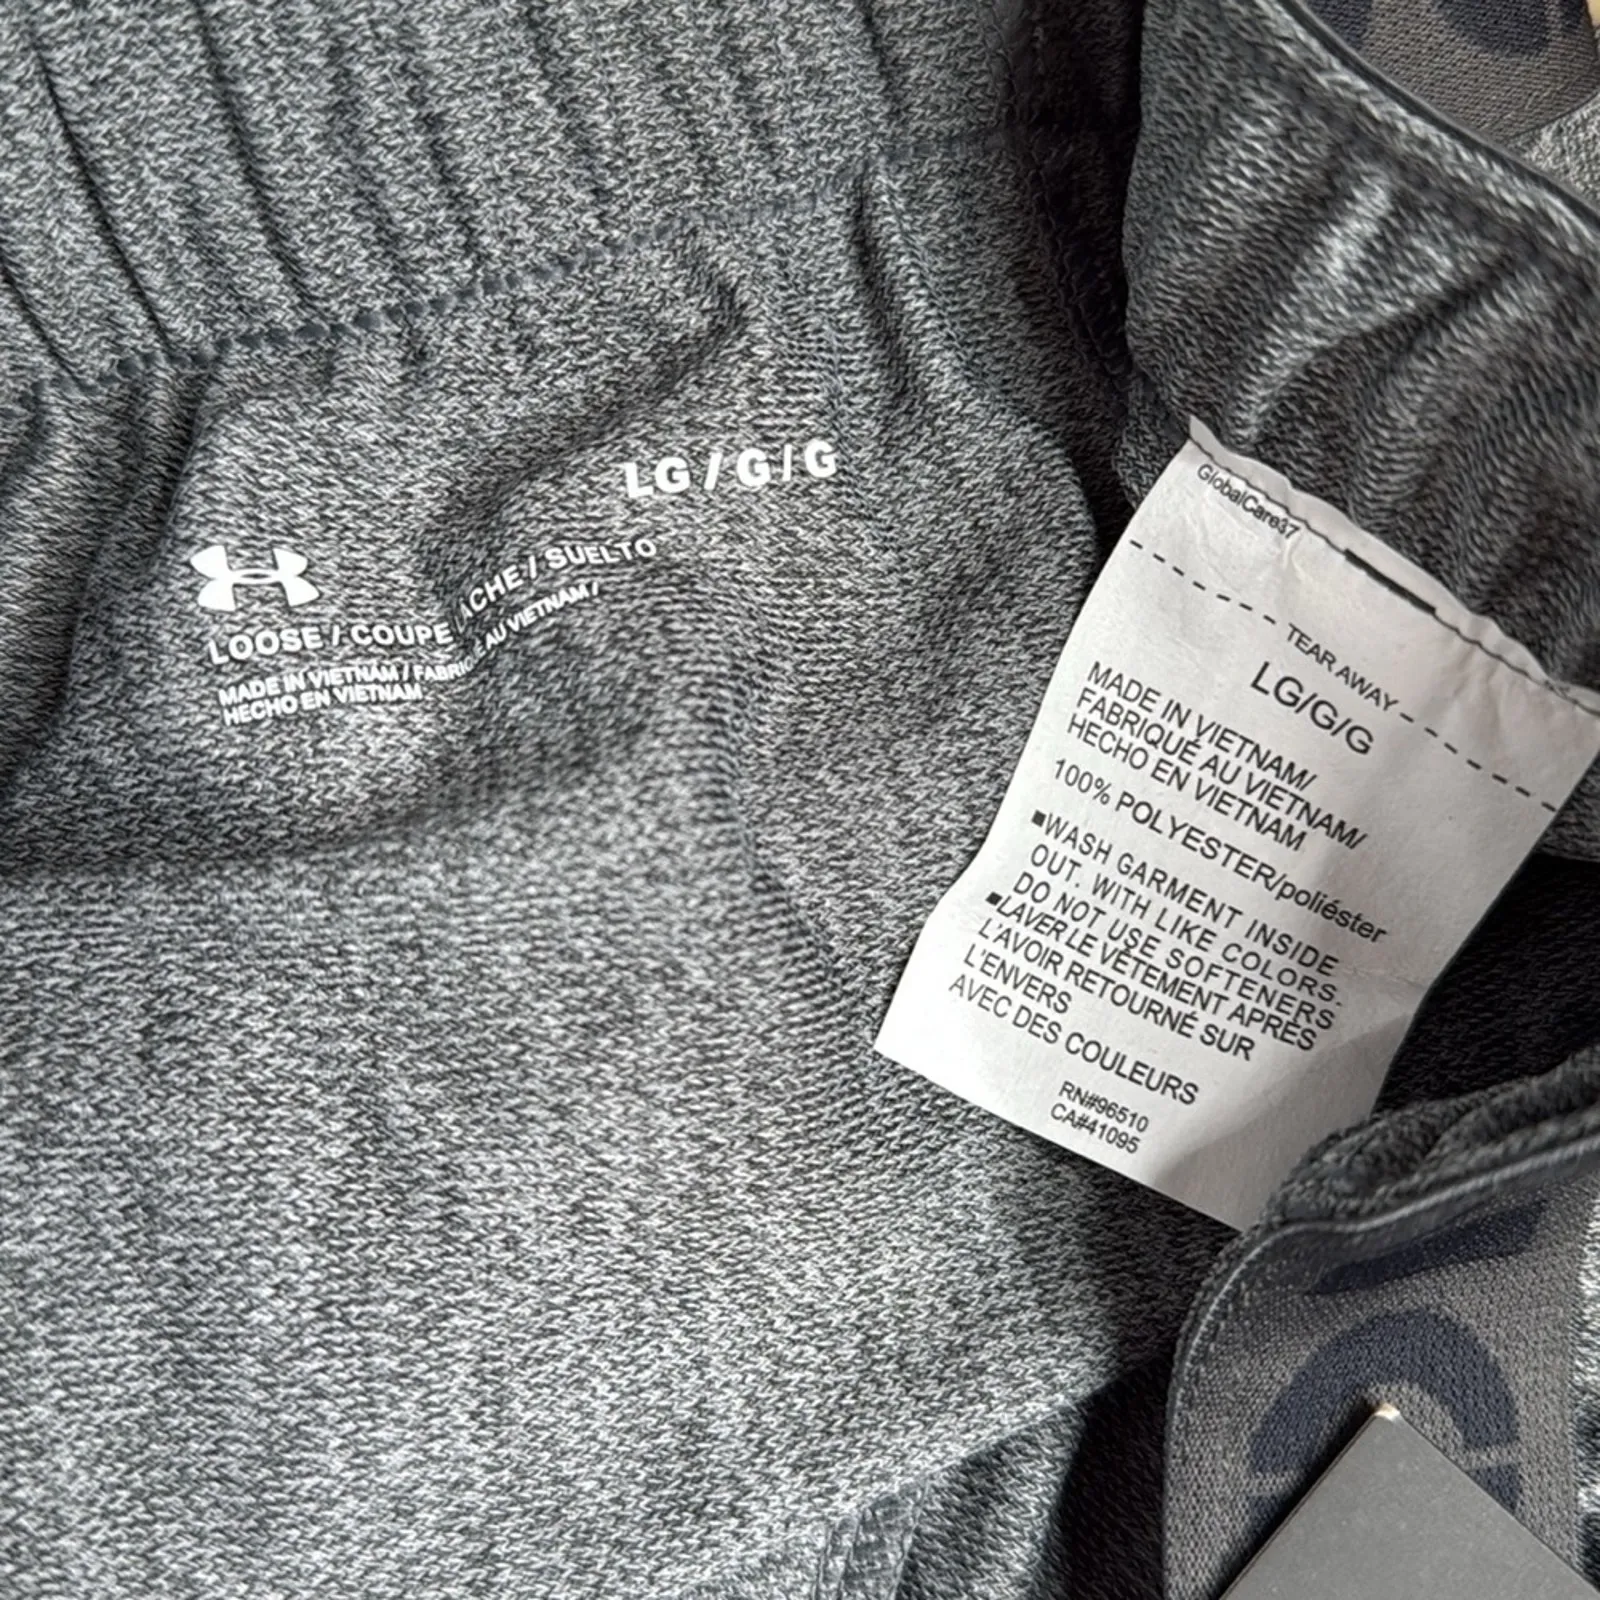 LG / G / G
LOOSE / COUPE LÂCHE / SUELTO
MADE IN VIETNAM / FABRIQUÉ AU VIETNAM /
HECHO EN VIETNAM
GlobalCare37
TEAR AWAY
LG/G/G
MADE IN VIETNAM/
FABRIQUÉ AU VIETNAM/
HECHO EN VIETNAM
100% POLYESTER/poliéster
■WASH GARMENT INSIDE
OUT. WITH LIKE COLORS.
DO NOT USE SOFTENERS
■LAVER LE VÊTEMENT APRÈS
L'AVOIR RETOURNÉ SUR
L'ENVERS
AVEC DES COULEURS
RN#96510
CA#41095